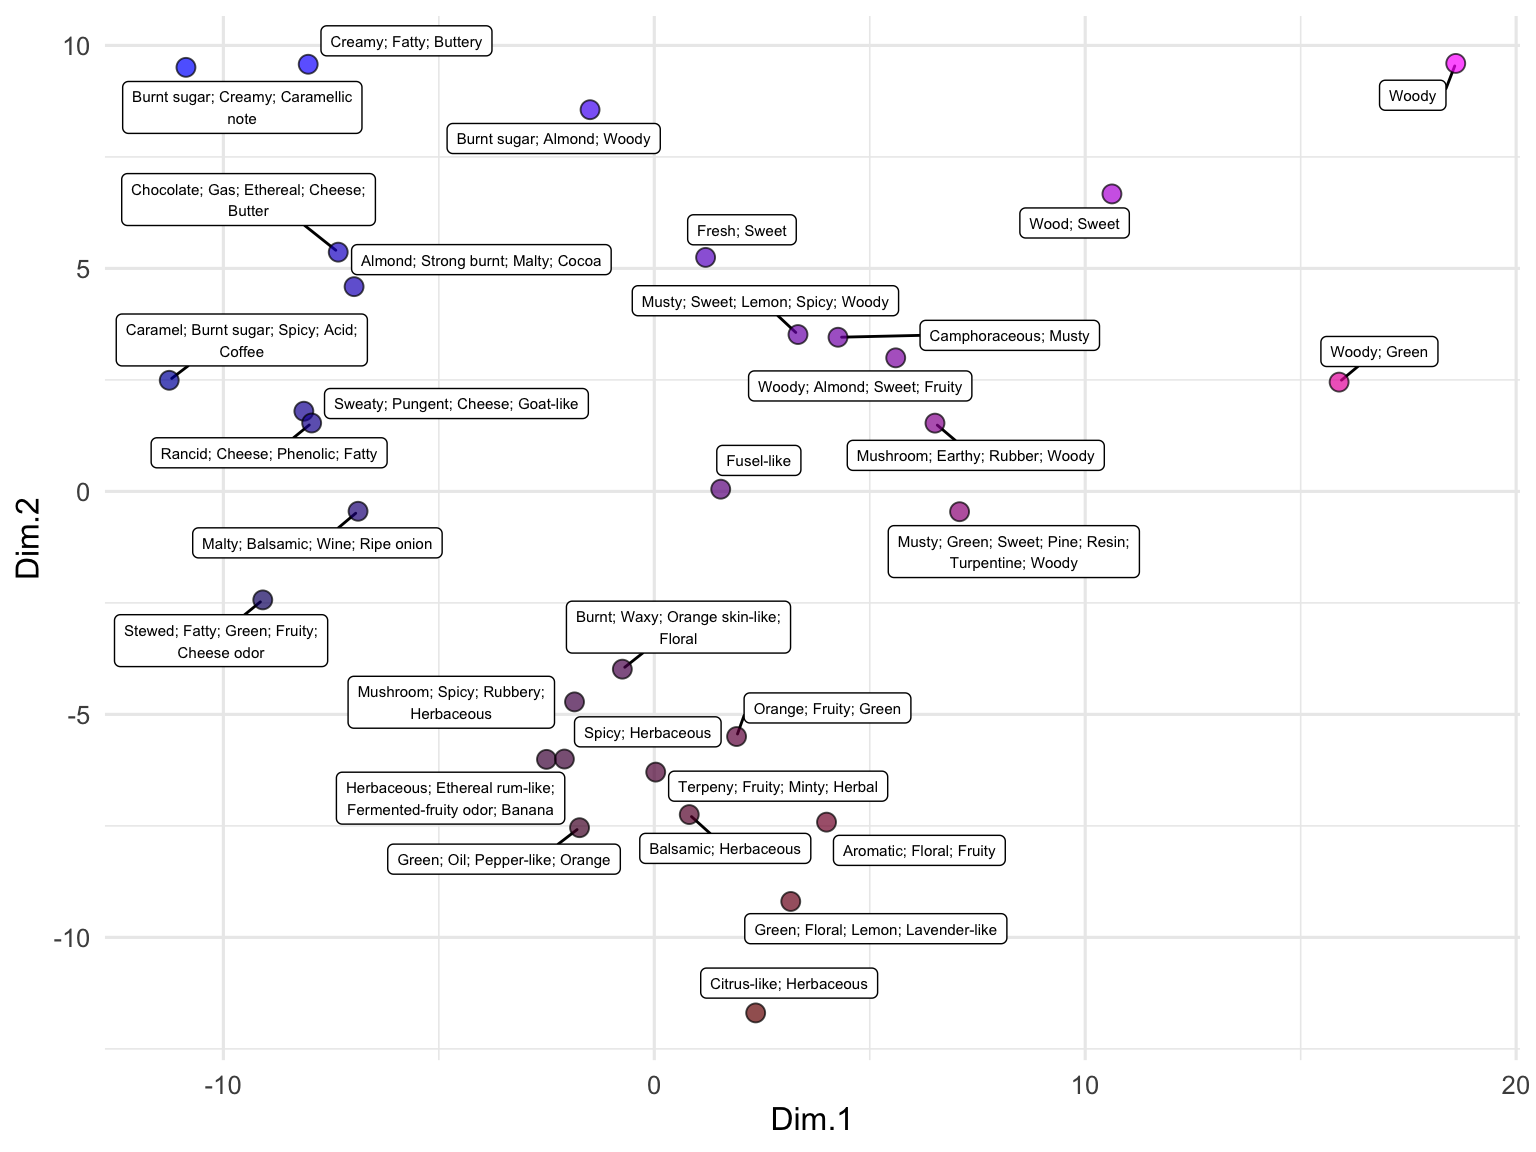 Creamy; Fatty; Buttery
10
Burnt sugar; Creamy; Caramellic
note
Woody
Burnt sugar; Almond; Woody
Chocolate; Gas; Ethereal; Cheese;
Butter
Wood; Sweet
Fresh; Sweet
Almond; Strong burnt; Malty; Cocoa
5
Musty; Sweet; Lemon; Spicy; Woody
Caramel; Burnt sugar; Spicy; Acid;
Coffee
Camphoraceous; Musty
Woody; Green
Woody; Almond; Sweet; Fruity
Sweaty; Pungent; Cheese; Goat-like
Rancid; Cheese; Phenolic; Fatty
Mushroom; Earthy; Rubber; Woody
Fusel-like
0
Dim.2
Malty; Balsamic; Wine; Ripe onion
Musty; Green; Sweet; Pine; Resin;
Turpentine; Woody
Stewed; Fatty; Green; Fruity;
Cheese odor
Burnt; Waxy; Orange skin-like;
Floral
Mushroom; Spicy; Rubbery;
Herbaceous
Orange; Fruity; Green
-5
Spicy; Herbaceous
Herbaceous; Ethereal rum-like;
Fermented-fruity odor; Banana
Terpeny; Fruity; Minty; Herbal
Balsamic; Herbaceous
Aromatic; Floral; Fruity
Green; Oil; Pepper-like; Orange
Green; Floral; Lemon; Lavender-like
-10
Citrus-like; Herbaceous
-10
0
10
20
Dim.1